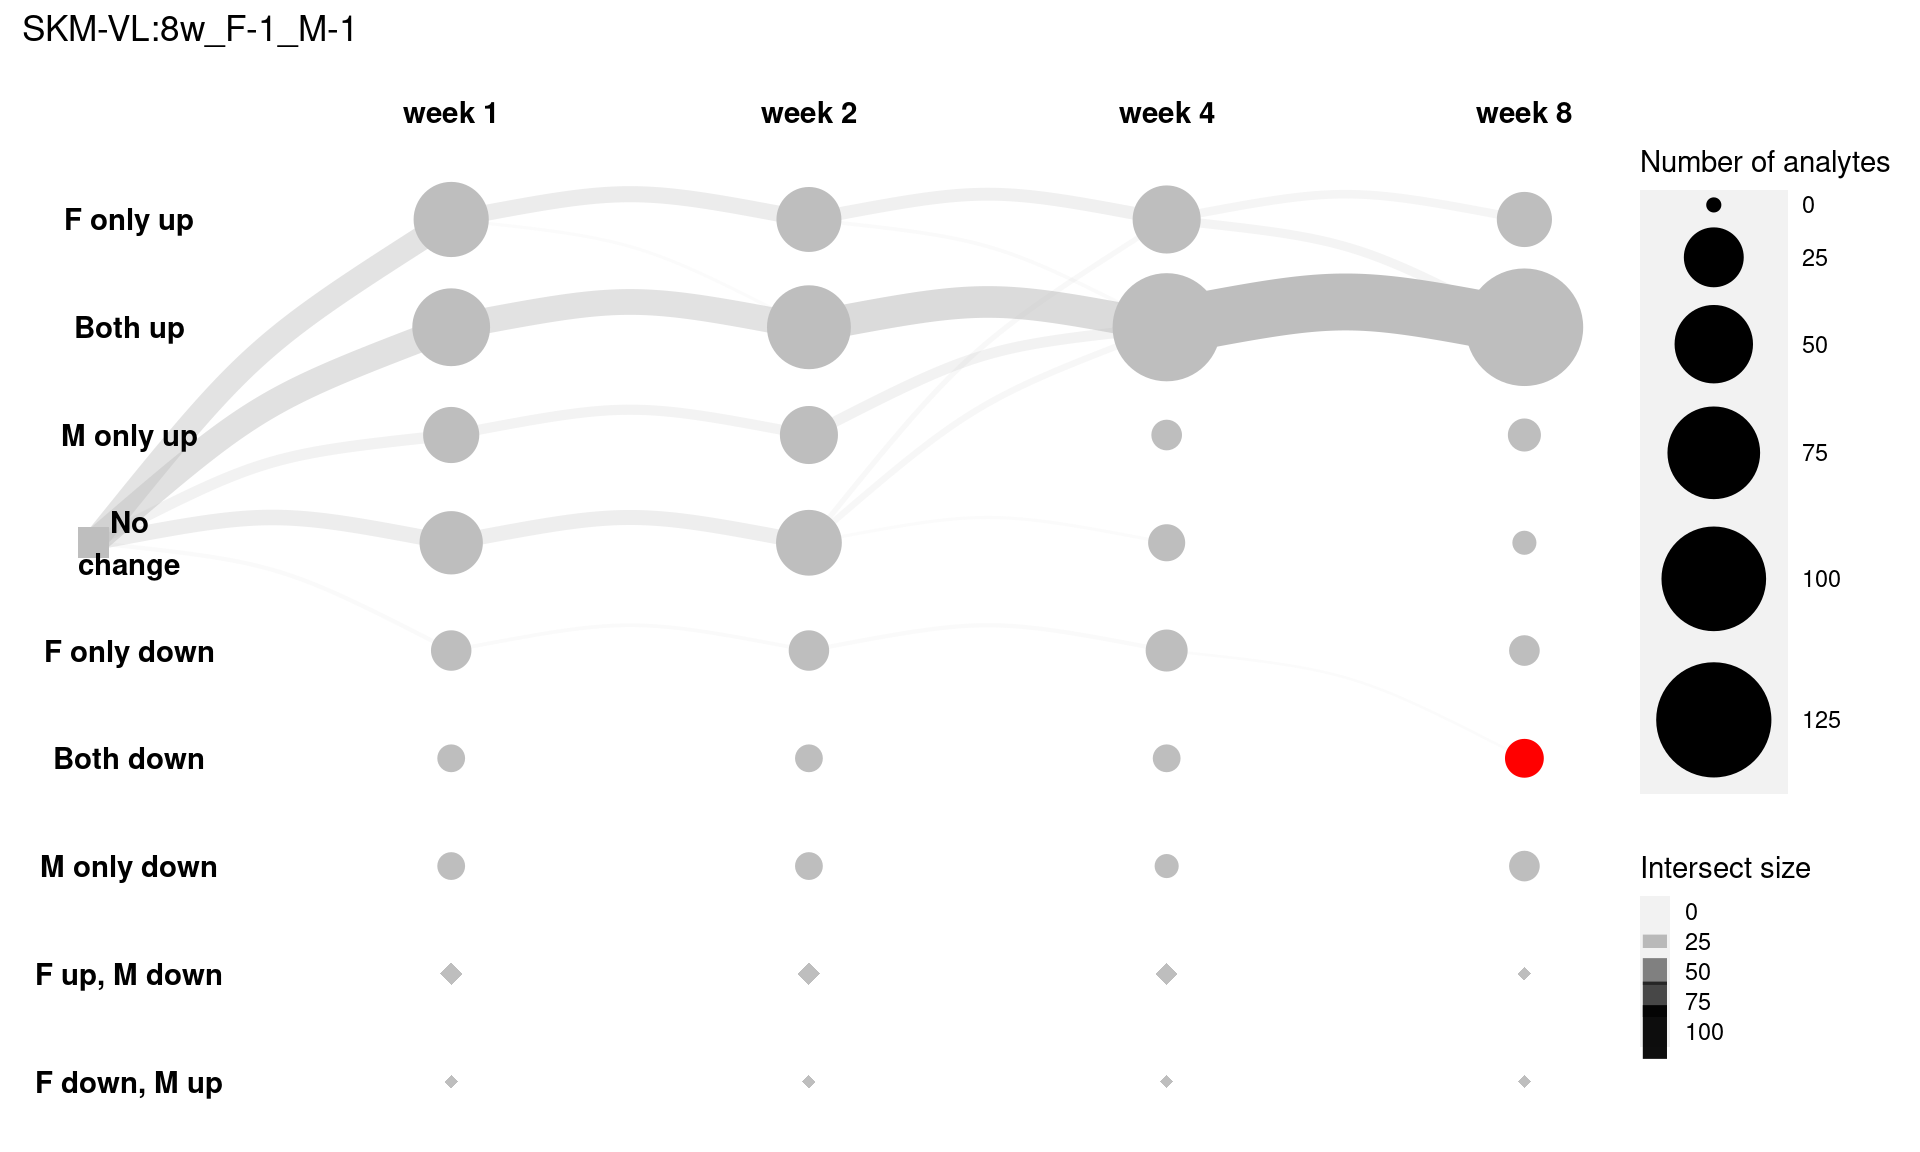 SKM-VL:8w_F-1_M-1
week 1
week 2
week 4
week 8
F only up
Both up
M only up
No
change
F only down
Both down
M only down
F up, M down
F down, M up
Number of analytes
0
25
50
75
100
125
Intersect size
0
25
50
75
100